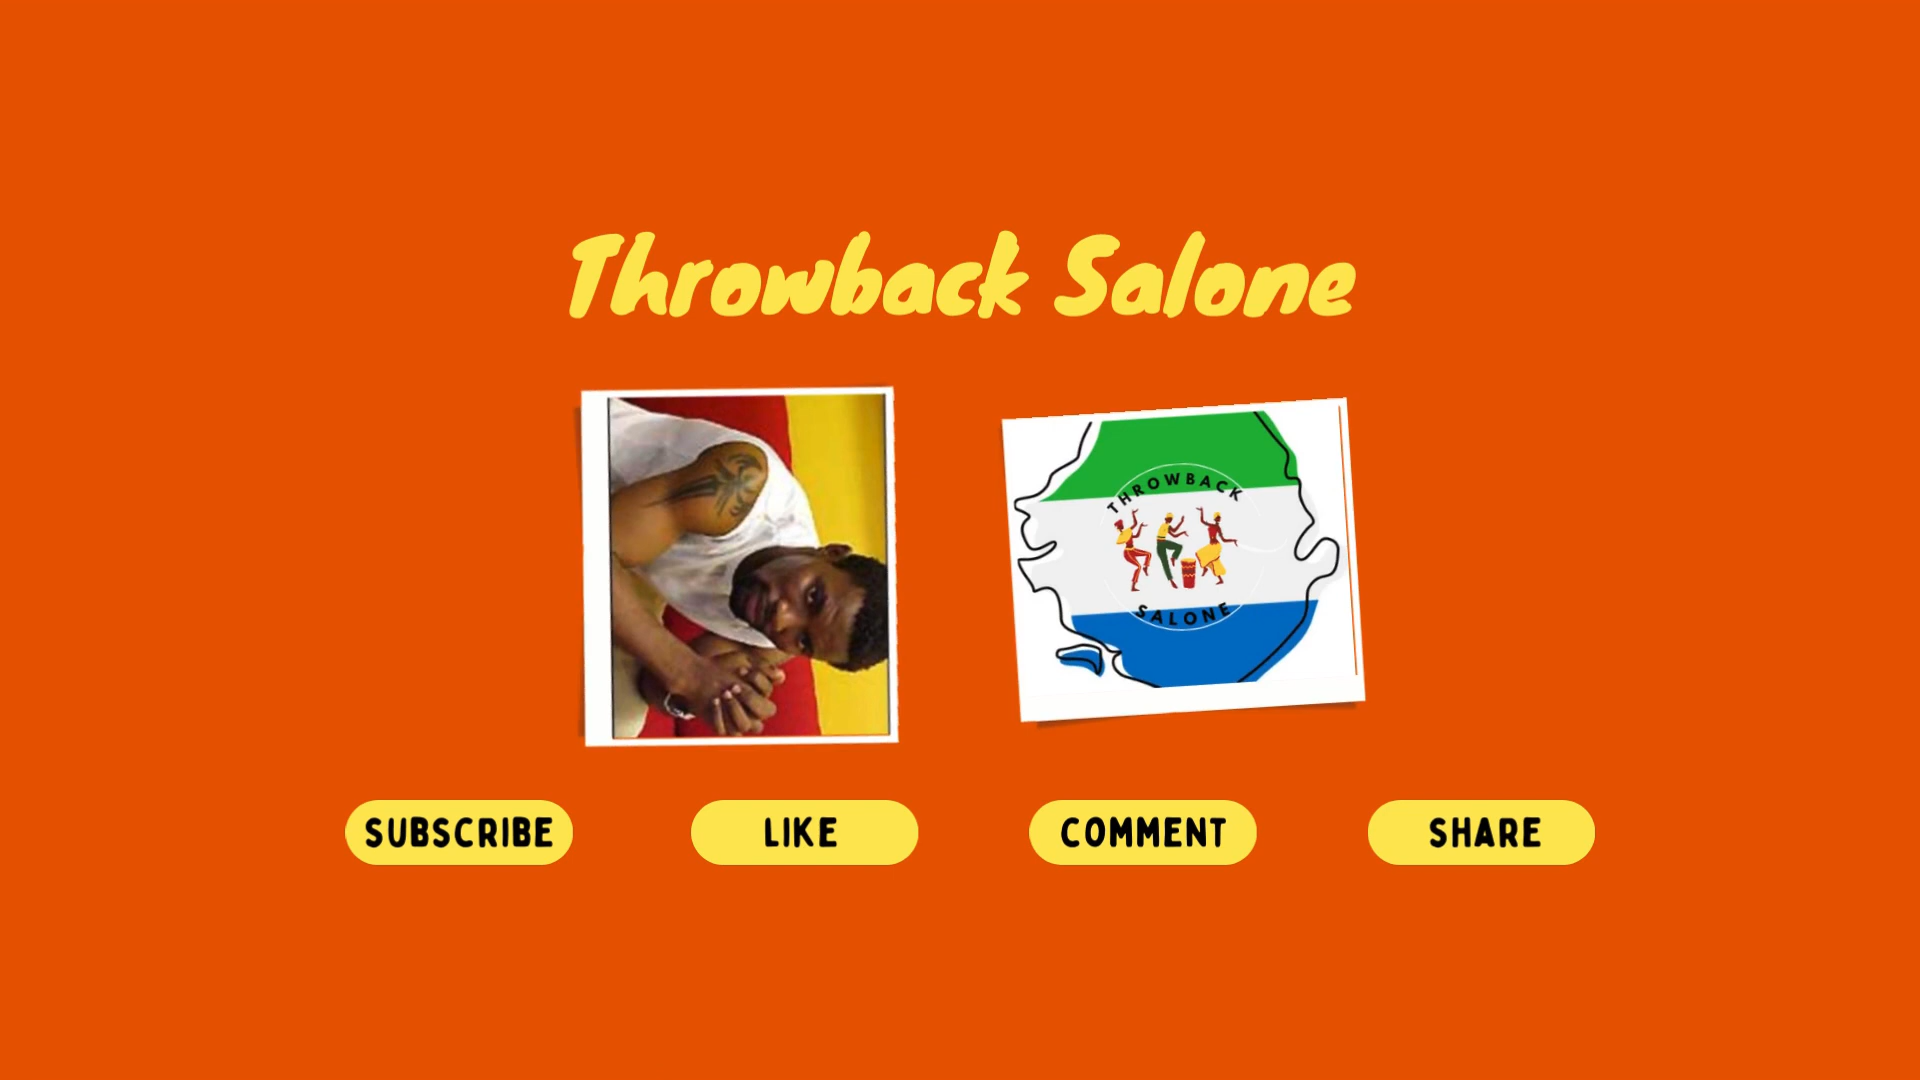 Throwback Salone
THROWBACK
SALONE
SUBSCRIBE
LIKE
COMMENT
SHARE